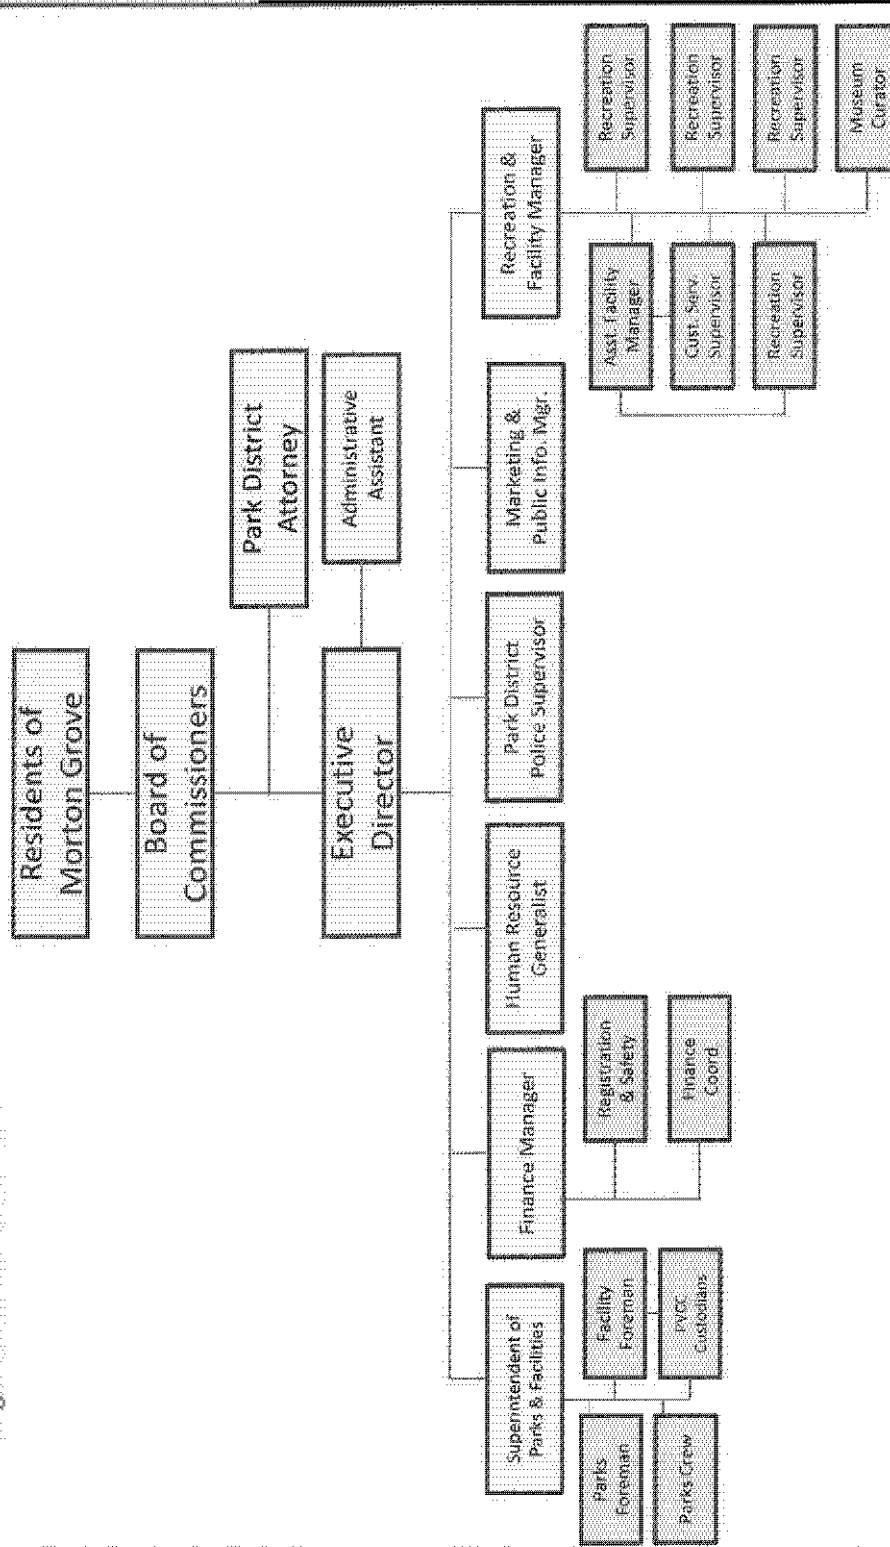 Residents of
Morton Grove
Board of
Commissioners
Park District
Attorney
Executive
Director
Administrative
Assistant
Superintendent of
Parks & Facilities
Finance Manager
Human Resource
Generalist
Park District
Police Supervisor
Marketing &
Public Info. Mgr.
Recreation &
Facility Manager
Parks
Foreman
Facility
Foreman
Parks Crew
PVCC
Custodians
Registration
& Safety
Finance
Coord
Asst. Facility
Manager
Recreation
Supervisor
Cust. Serv.
Supervisor
Recreation
Supervisor
Recreation
Supervisor
Recreation
Supervisor
Museum
Curator